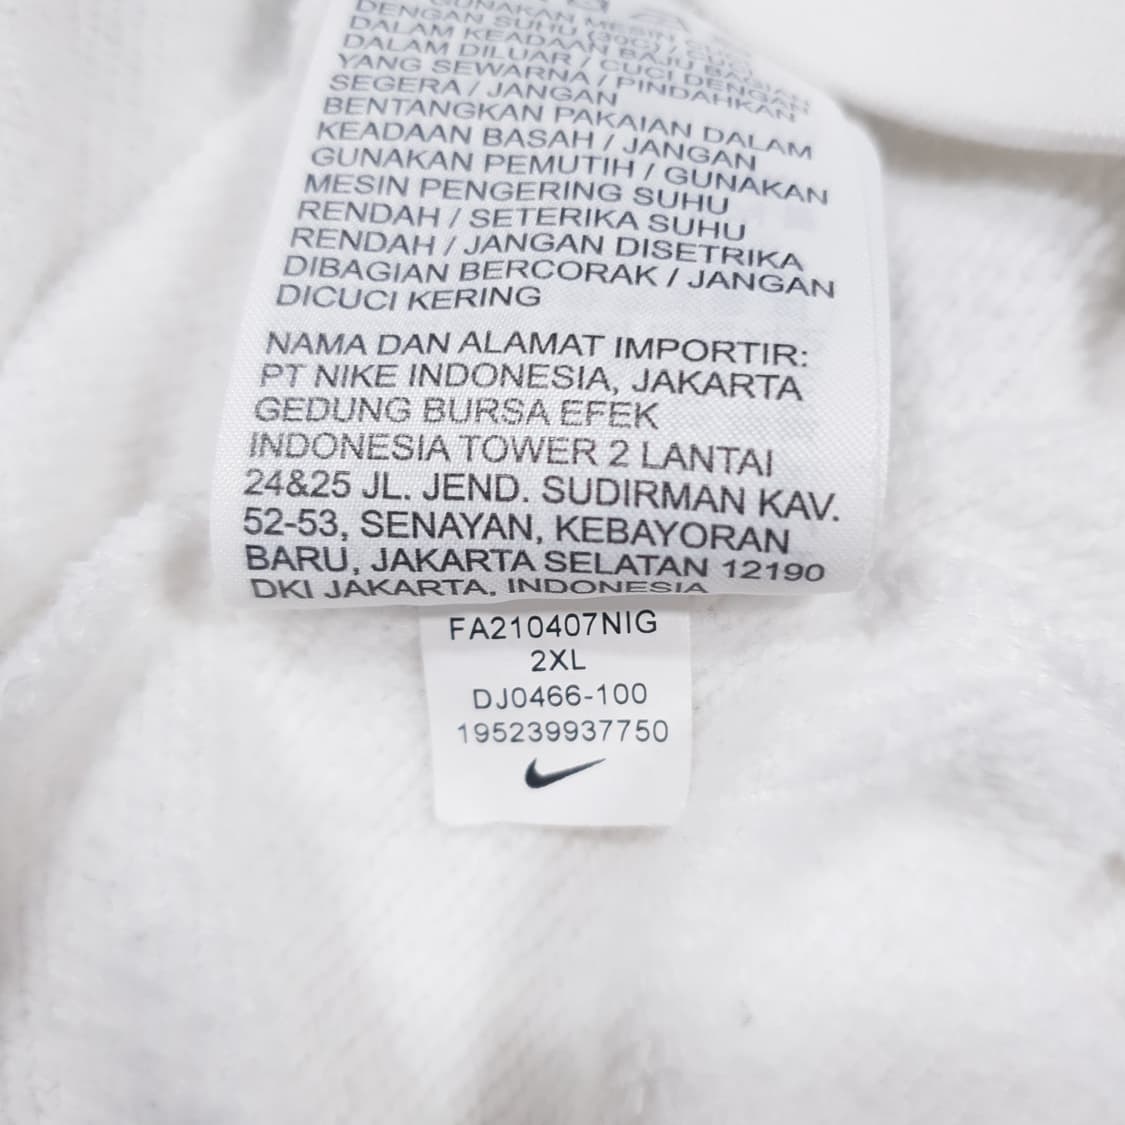 GUNAKAN MESIN CUCI
DENGAN SUHU (30C) / CUCI
DALAM KEADAAN BAJU BAGIAN
DALAM DILUAR / CUCI DENGAN
YANG SEWARNA / PINDAHKAN
SEGERA / JANGAN
BENTANGKAN PAKAIAN DALAM
KEADAAN BASAH / JANGAN
GUNAKAN PEMUTIH / GUNAKAN
MESIN PENGERING SUHU
RENDAH / SETERIKA SUHU
RENDAH / JANGAN DISETRIKA
DIBAGIAN BERCORAK / JANGAN
DICUCI KERING
NAMA DAN ALAMAT IMPORTIR:
PT NIKE INDONESIA, JAKARTA
GEDUNG BURSA EFEK
INDONESIA TOWER 2 LANTAI
24&25 JL. JEND. SUDIRMAN KAV.
52-53, SENAYAN, KEBAYORAN
BARU, JAKARTA SELATAN 12190
DKI JAKARTA, INDONESIA
FA210407NIG
2XL
DJ0466-100
195239937750